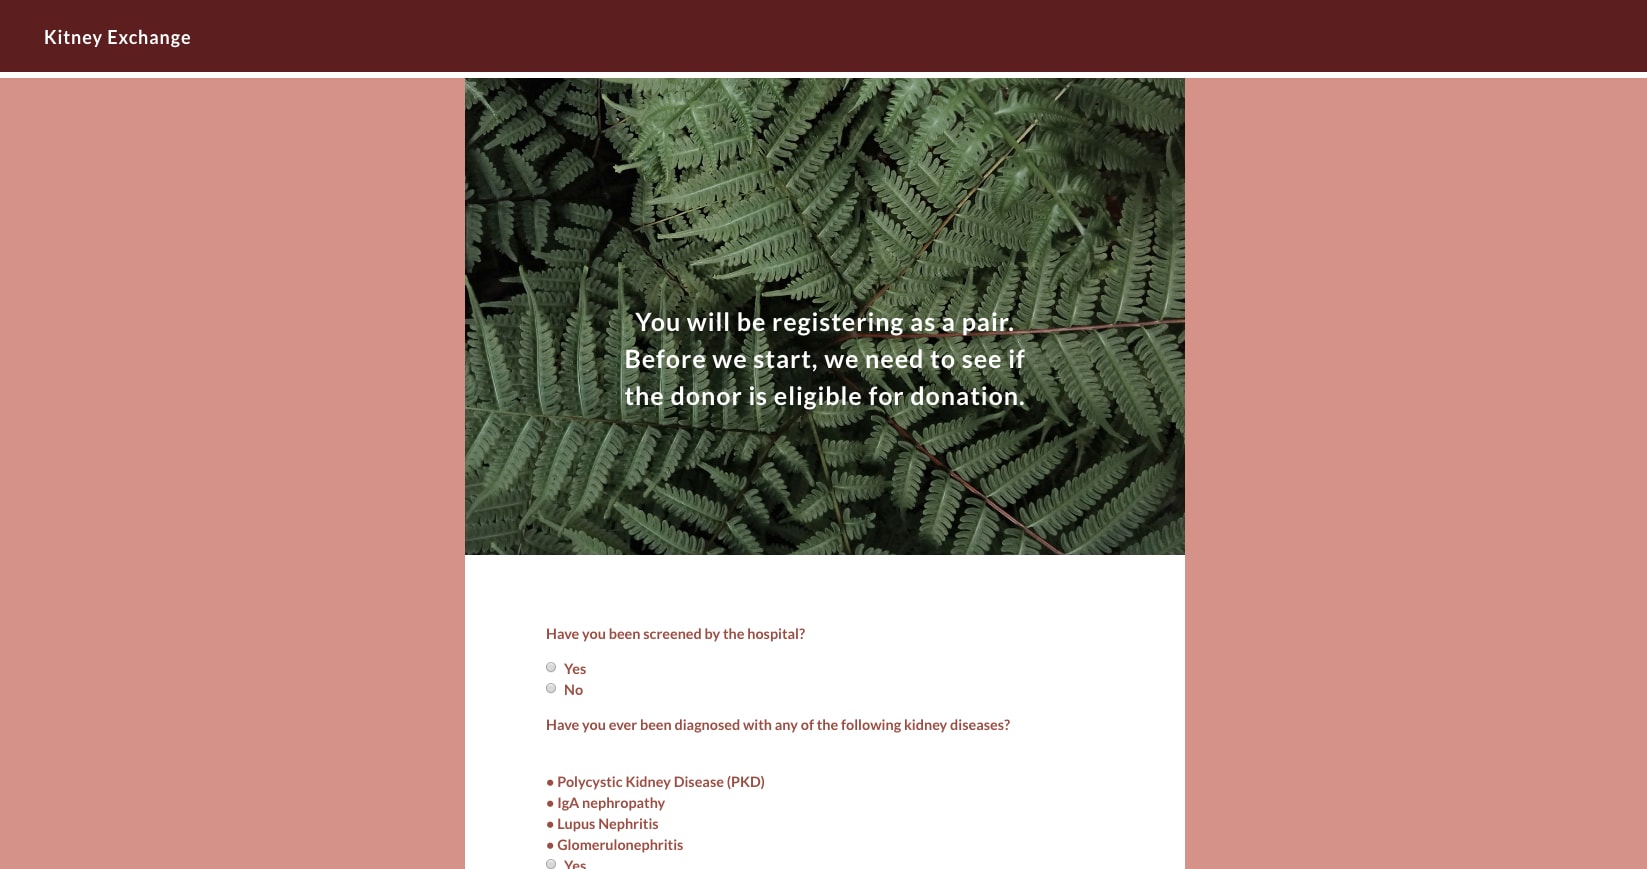 Kitney Exchange
You will be registering as a pair.
Before we start, we need to see if
the donor is eligible for donation.
Have you been screened by the hospital?
Yes
No
Have you ever been diagnosed with any of the following kidney diseases?
• Polycystic Kidney Disease (PKD)
• IgA nephropathy
• Lupus Nephritis
• Glomerulonephritis
Yes